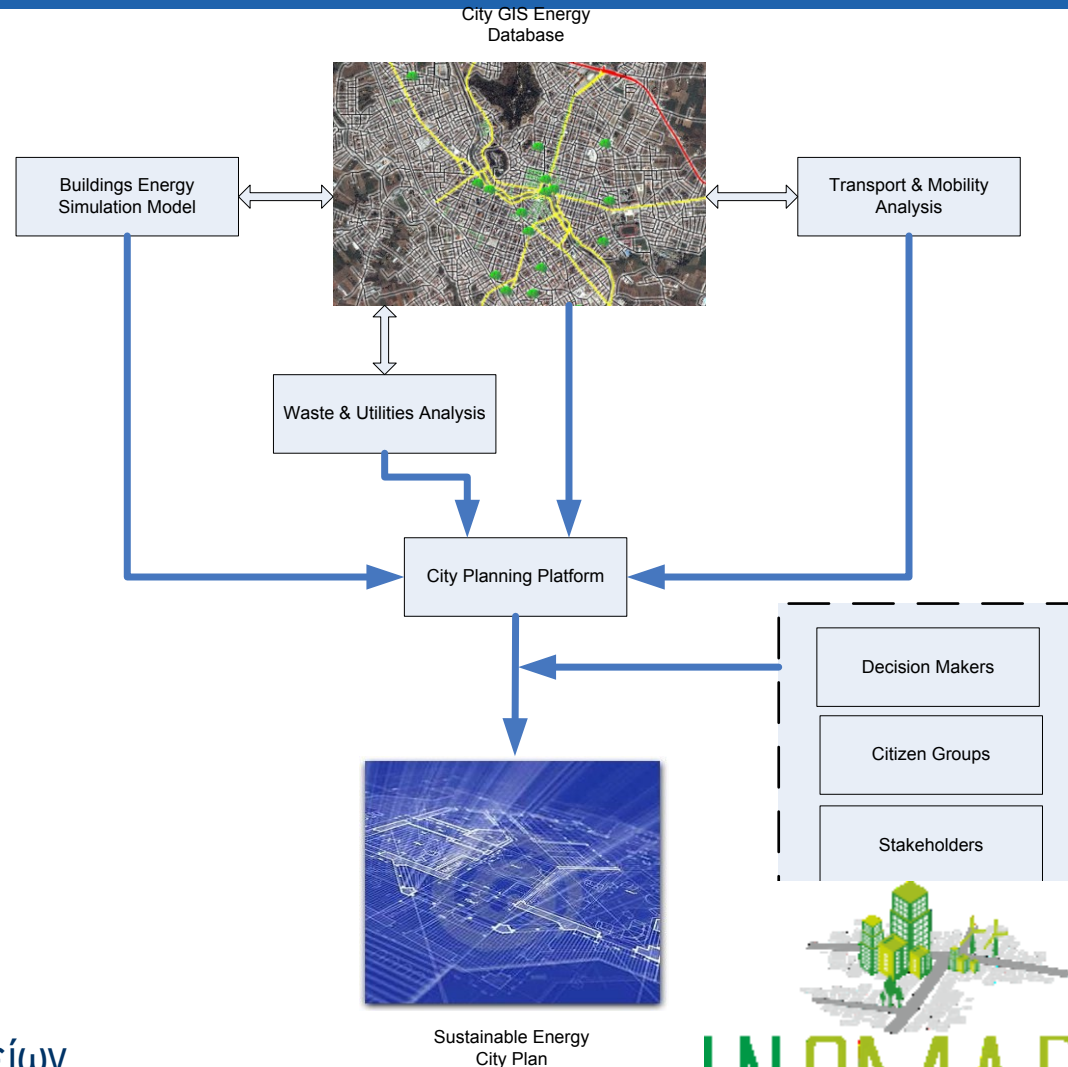 City GIS Energy
Database
Buildings Energy
Simulation Model
Transport & Mobility
Analysis
Waste & Utilities Analysis
City Planning Platform
Decision Makers
Citizen Groups
Stakeholders
Sustainable Energy
City Plan